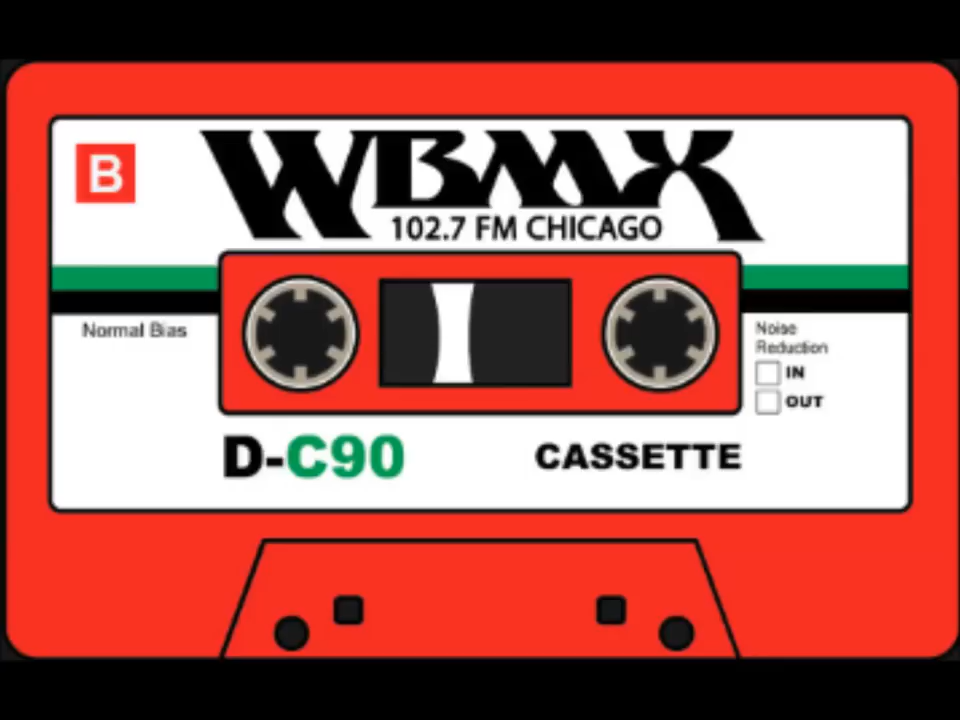 B
WBMX
102.7 FM CHICAGO
Normal Bias
Noise
Reduction
IN
OUT
D-C90
CASSETTE